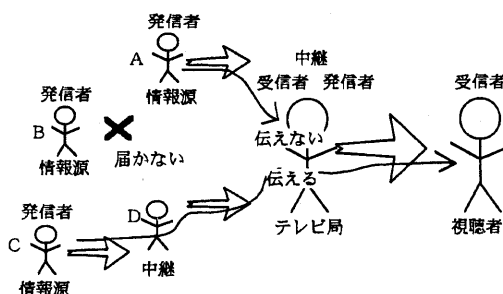 発信者
A
情報源
中継
受信者 発信者
受信者
発信者
B
情報源
届かない
伝えない
伝える
テレビ局
視聴者
発信者
C
情報源
D
中継